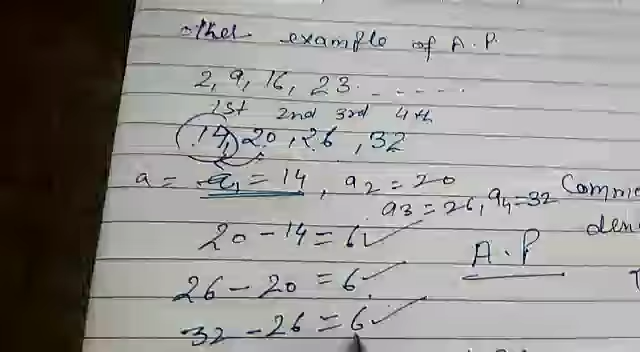 other example of A.P.
2, 9, 16, 23 ......
1st 2nd 3rd 4th
14, 20, 26, 32
a = a₁ = 14, a₂ = 20
a3 = 26, a₄ = 32
20 - 14 = 6 ✓
A.P
26 - 20 = 6 ✓
32 - 26 = 6 ✓